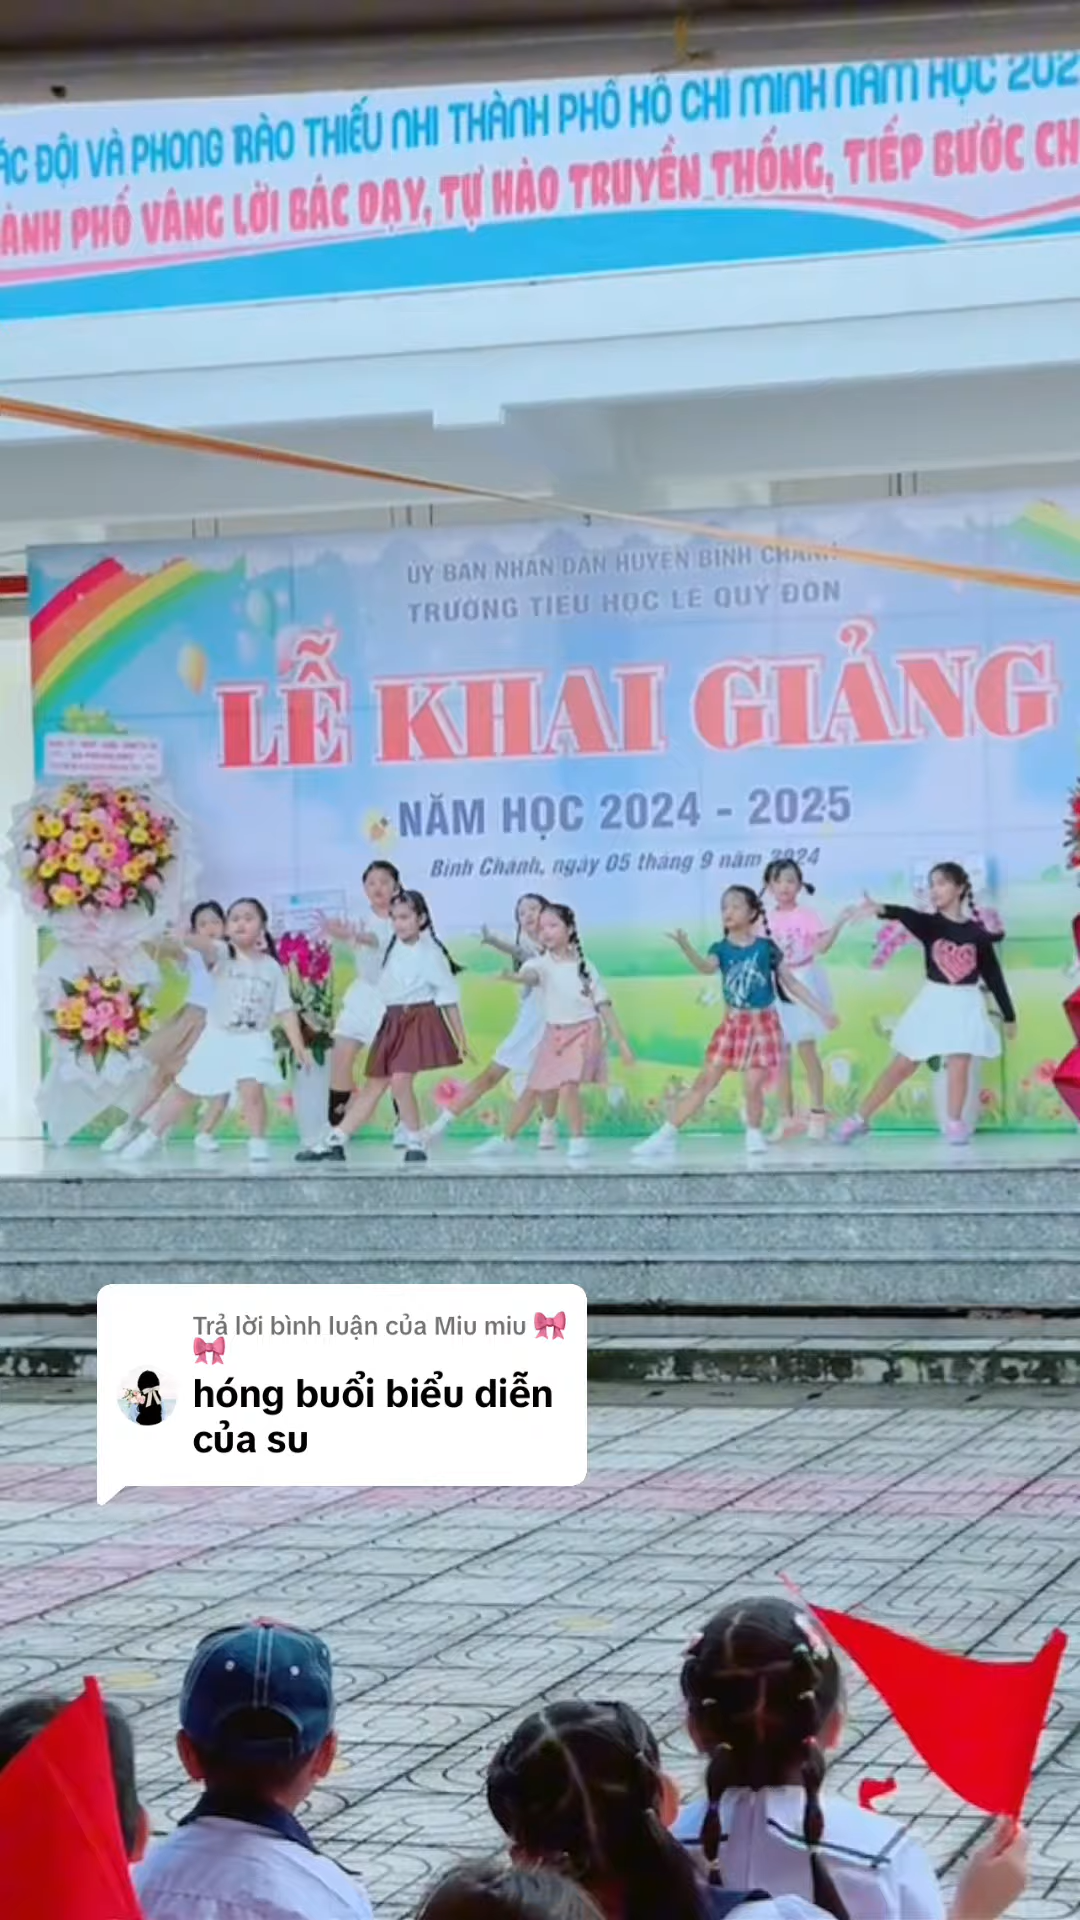 ÁC ĐỘI VÀ PHONG TRÀO THIẾU NHI THÀNH PHỐ HỒ CHÍ MINH NĂM HỌC 202
ÀNH PHỐ VÂNG LỜI BÁC DẠY, TỰ HÀO TRUYỀN THỐNG, TIẾP BƯỚC CH
ỦY BAN NHÂN DÂN HUYỆN BÌNH CHÁNH
TRƯỜNG TIỂU HỌC LÊ QUÝ ĐÔN
LỄ KHAI GIẢNG
NĂM HỌC 2024 - 2025
Bình Chánh, ngày 05 tháng 9 năm 2024
Trả lời bình luận của Miu miu 🎀
🎀
hóng buổi biểu diễn
của su